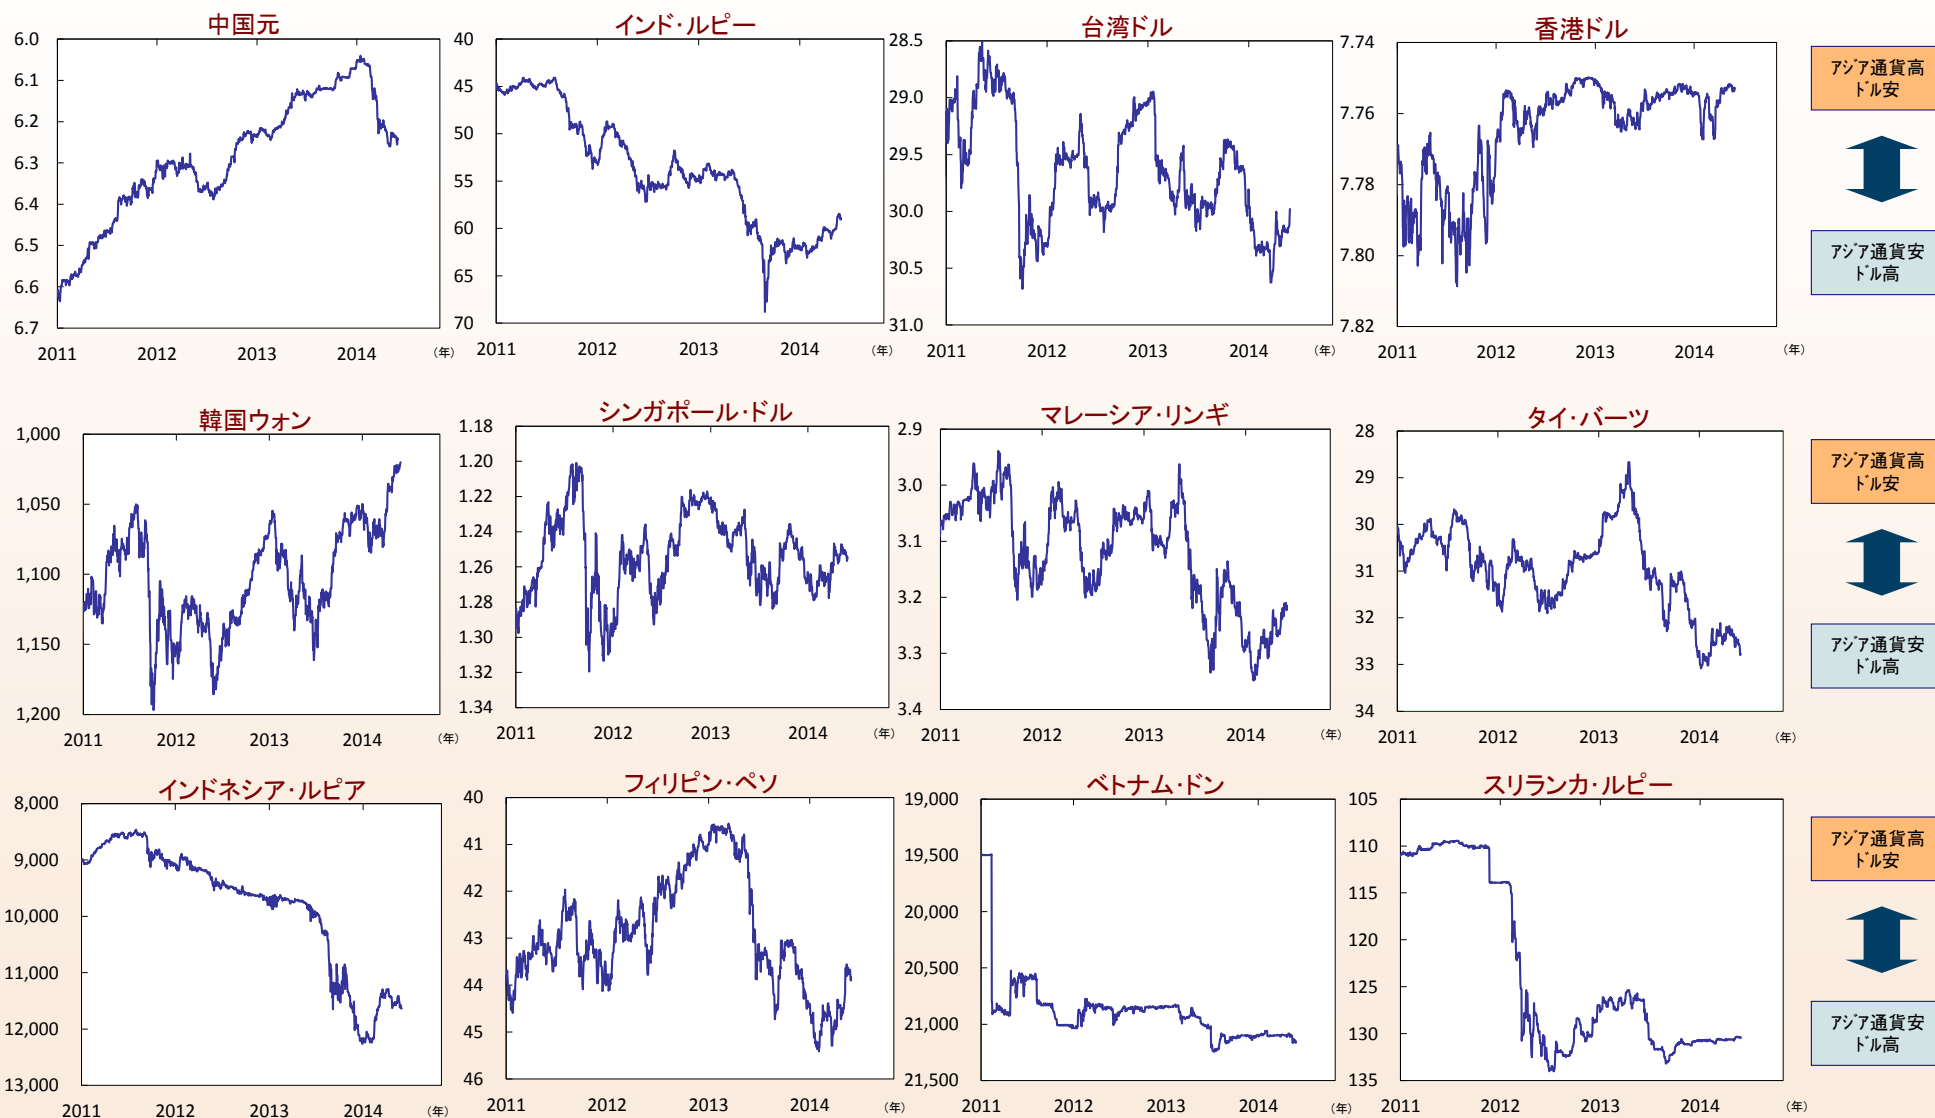 中国元
6.0
6.1
6.2
6.3
6.4
6.5
6.6
6.7
2011 2012 2013 2014 (年)
インド・ルピー
40
45
50
55
60
65
70
2011 2012 2013 2014 (年)
台湾ドル
28.5
29.0
29.5
30.0
30.5
31.0
2011 2012 2013 2014 (年)
香港ドル
7.74
7.76
7.78
7.80
7.82
2011 2012 2013 2014 (年)
アジア通貨高
ドル安
アジア通貨安
ドル高
韓国ウォン
1,000
1,050
1,100
1,150
1,200
2011 2012 2013 2014 (年)
シンガポール・ドル
1.18
1.20
1.22
1.24
1.26
1.28
1.30
1.32
1.34
2011 2012 2013 2014 (年)
マレーシア・リンギ
2.9
3.0
3.1
3.2
3.3
3.4
2011 2012 2013 2014 (年)
タイ・バーツ
28
29
30
31
32
33
34
2011 2012 2013 2014 (年)
アジア通貨高
ドル安
アジア通貨安
ドル高
インドネシア・ルピア
8,000
9,000
10,000
11,000
12,000
13,000
2011 2012 2013 2014 (年)
フィリピン・ペソ
40
41
42
43
44
45
46
2011 2012 2013 2014 (年)
ベトナム・ドン
19,000
19,500
20,000
20,500
21,000
21,500
2011 2012 2013 2014 (年)
スリランカ・ルピー
105
110
115
120
125
130
135
2011 2012 2013 2014 (年)
アジア通貨高
ドル安
アジア通貨安
ドル高